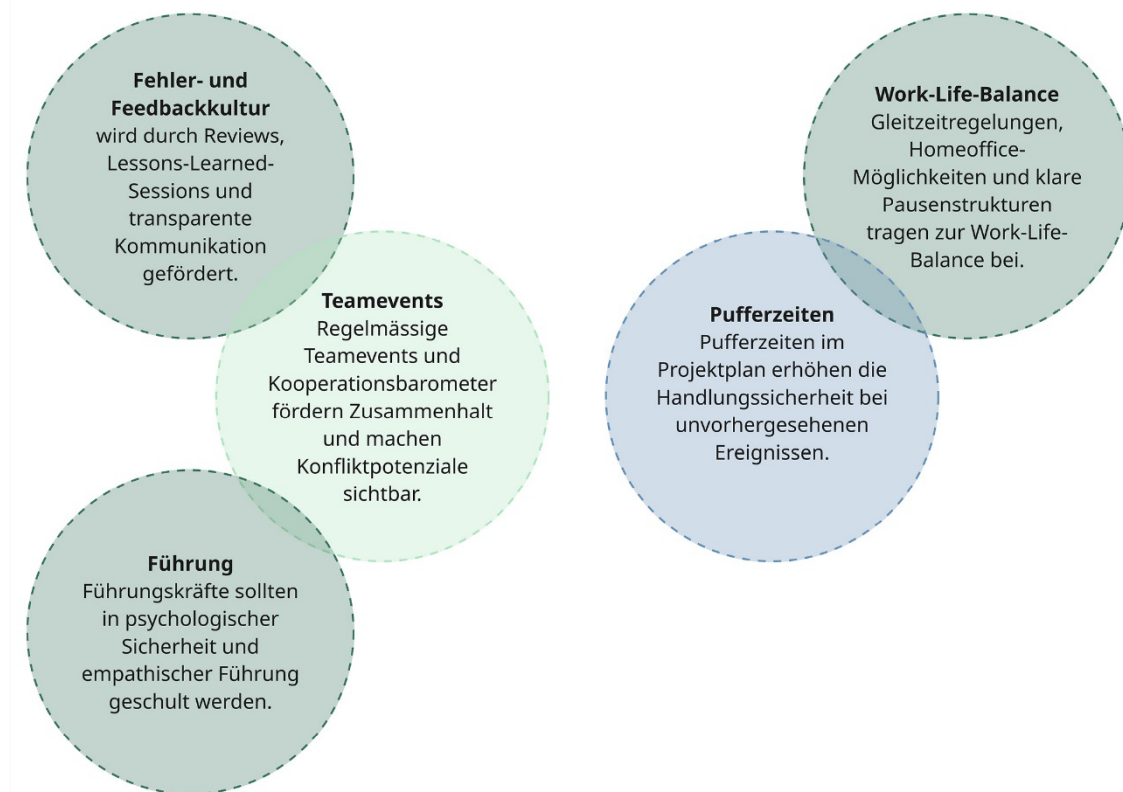 Fehler- und
Feedbackkultur
wird durch Reviews,
Lessons-Learned-
Sessions und
transparente
Kommunikation
gefördert.
Teamevents
Regelmässige
Teamevents und
Kooperationsbarometer
fördern Zusammenhalt
und machen
Konfliktpotenziale
sichtbar.
Führung
Führungskräfte sollten
in psychologischer
Sicherheit und
empathischer Führung
geschult werden.
Work-Life-Balance
Gleitzeitregelungen,
Homeoffice-
Möglichkeiten und klare
Pausenstrukturen
tragen zur Work-Life-
Balance bei.
Pufferzeiten
Pufferzeiten im
Projektplan erhöhen die
Handlungssicherheit bei
unvorhergesehenen
Ereignissen.